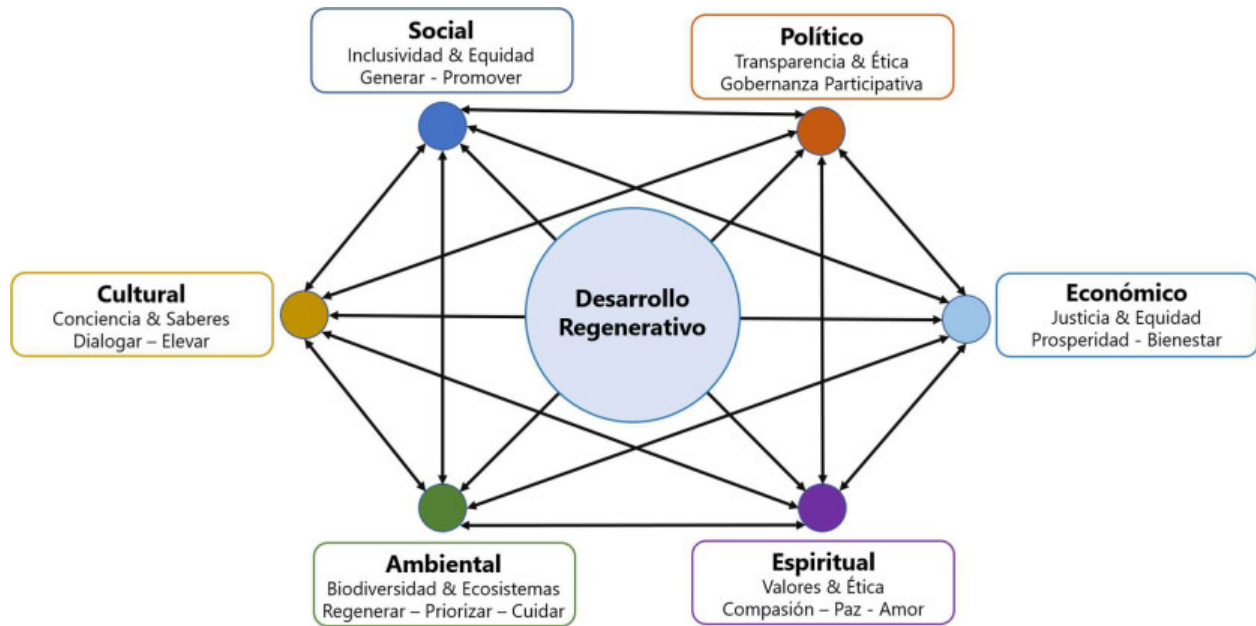 Social
Inclusividad & Equidad
Generar - Promover
Político
Transparencia & Ética
Gobernanza Participativa
Cultural
Conciencia & Saberes
Dialogar – Elevar
Desarrollo
Regenerativo
Económico
Justicia & Equidad
Prosperidad - Bienestar
Ambiental
Biodiversidad & Ecosistemas
Regenerar – Priorizar – Cuidar
Espiritual
Valores & Ética
Compasión – Paz - Amor